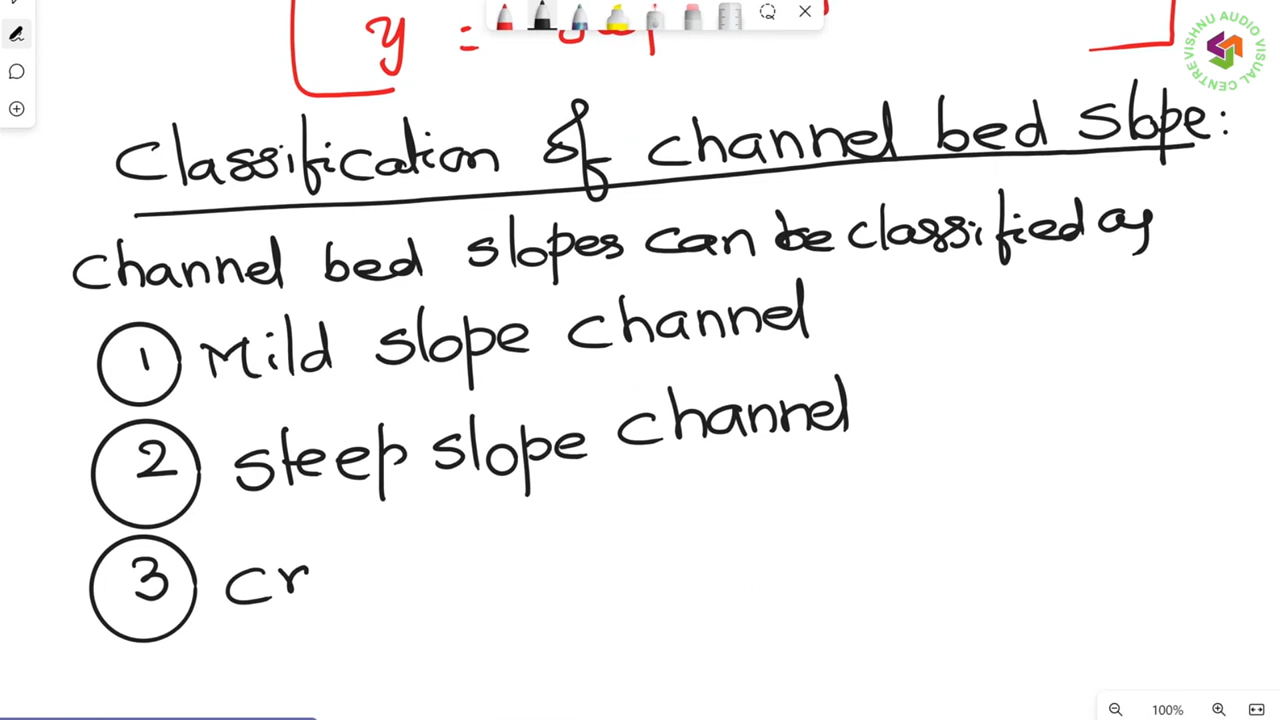 y =
Classification of channel bed slope:
Channel bed slopes can be classified as
1 Mild slope channel
2 steep slope channel
3 cr
VISHNU AUDIO VISUAL CENTRE
100%